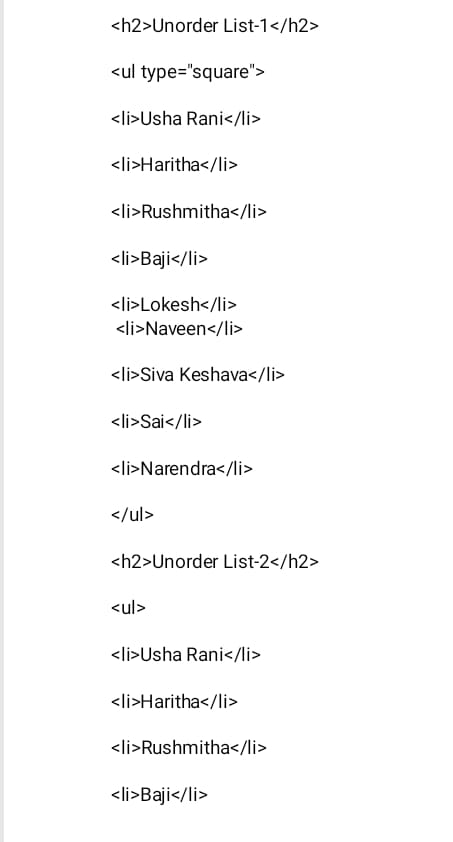 <h2>Unorder List-1</h2>
<ul type="square">
<li>Usha Rani</li>
<li>Haritha</li>
<li>Rushmitha</li>
<li>Baji</li>
<li>Lokesh</li>
<li>Naveen</li>
<li>Siva Keshava</li>
<li>Sai</li>
<li>Narendra</li>
</ul>
<h2>Unorder List-2</h2>
<ul>
<li>Usha Rani</li>
<li>Haritha</li>
<li>Rushmitha</li>
<li>Baji</li>